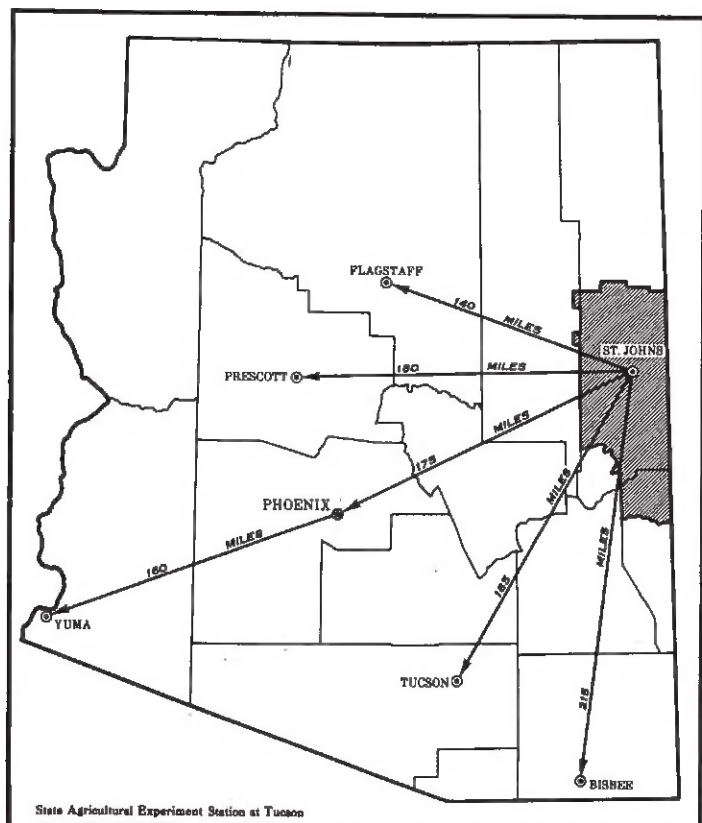 FLAGSTAFF
140 MILES
ST. JOHNS
PRESCOTT
180 MILES
175 MILES
PHOENIX
160 MILES
YUMA
185 MILES
TUCSON
215 MILES
BISBEE
State Agricultural Experiment Station at Tucson